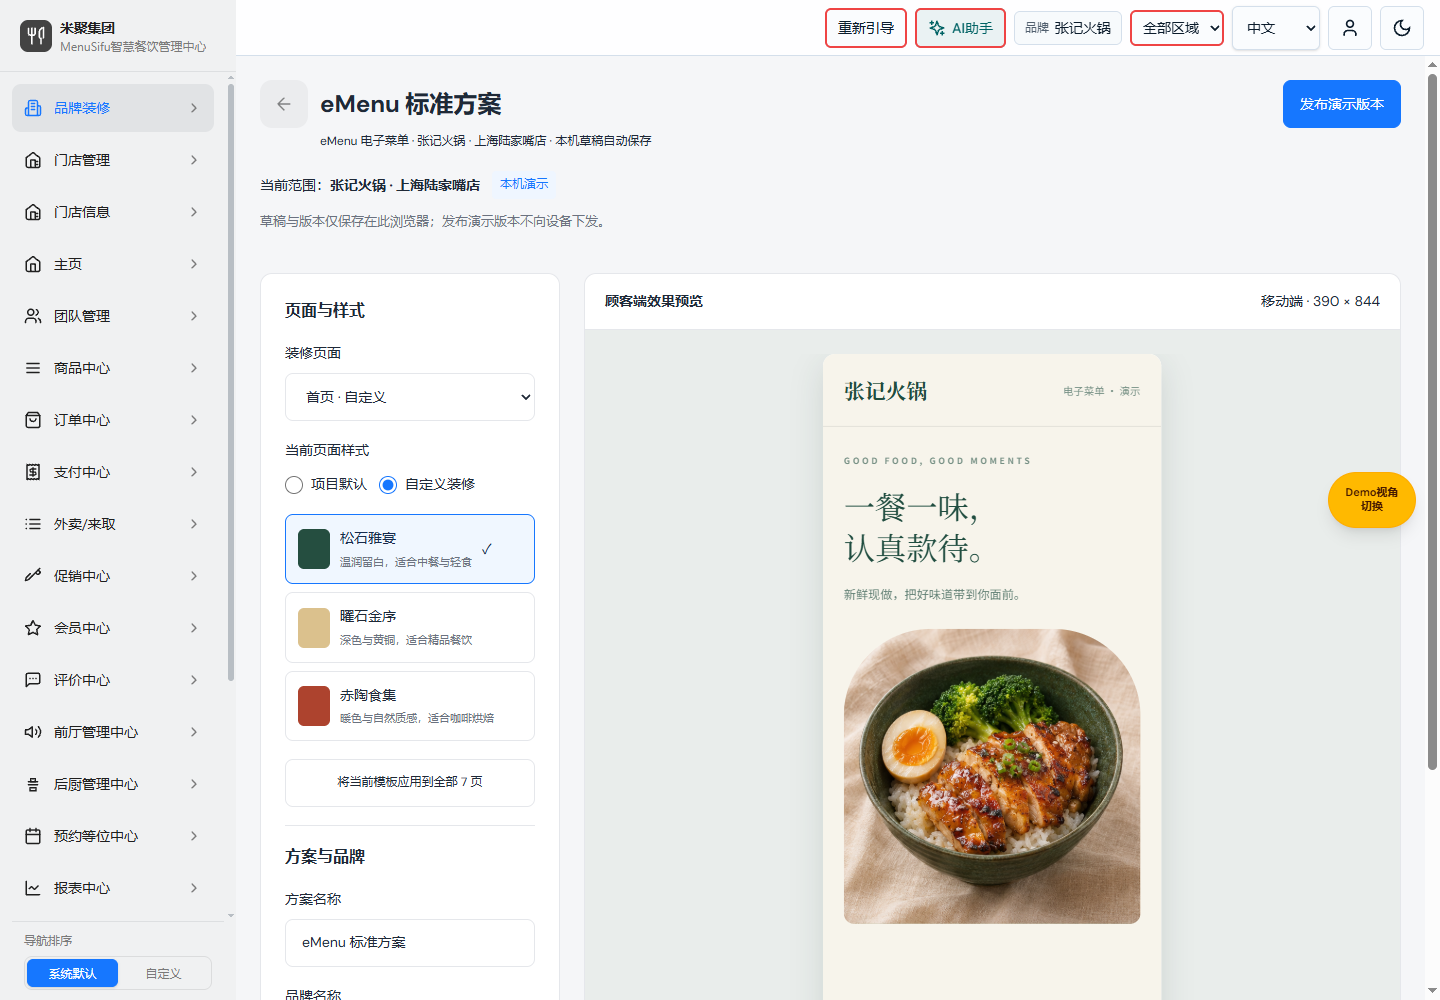 米聚集团
MenuSifu智慧餐饮管理中心
重新引导
AI助手
品牌 张记火锅
全部区域
中文
品牌装修
门店管理
门店信息
主页
团队管理
商品中心
订单中心
支付中心
外卖/来取
促销中心
会员中心
评价中心
前厅管理中心
后厨管理中心
预约等位中心
报表中心
导航排序
系统默认
自定义
eMenu 标准方案
eMenu 电子菜单 · 张记火锅 · 上海陆家嘴店 · 本机草稿自动保存
发布演示版本
当前范围：张记火锅 · 上海陆家嘴店 本机演示
草稿与版本仅保存在此浏览器；发布演示版本不向设备下发。
页面与样式
装修页面
首页 · 自定义
当前页面样式
项目默认
自定义装修
松石雅宴
温润留白，适合中餐与轻食
曜石金序
深色与黄铜，适合精品餐饮
赤陶食集
暖色与自然质感，适合咖啡烘焙
将当前模板应用到全部 7 页
方案与品牌
方案名称
eMenu 标准方案
品牌名称
顾客端效果预览
移动端 · 390 × 844
张记火锅
电子菜单 · 演示
GOOD FOOD, GOOD MOMENTS
一餐一味，
认真款待。
新鲜现做，把好味道带到你面前。
Demo视角
切换